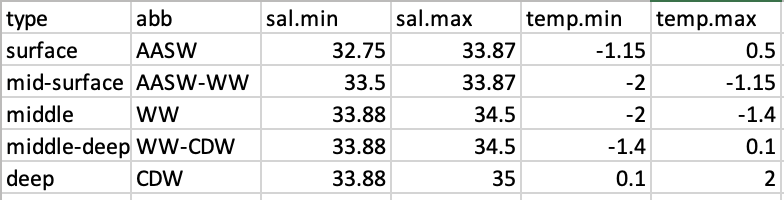 type abb sal.min sal.max temp.min temp.max
surface AASW 32.75 33.87 -1.15 0.5
mid-surface AASW-WW 33.5 33.87 -2 -1.15
middle WW 33.88 34.5 -2 -1.4
middle-deep WW-CDW 33.88 34.5 -1.4 0.1
deep CDW 33.88 35 0.1 2